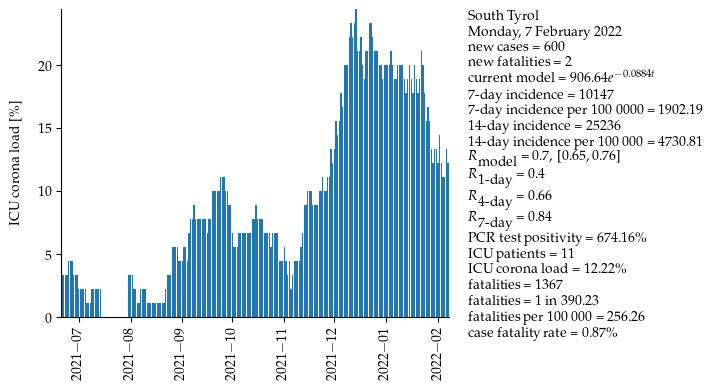 ICU corona load [%]
20
15
10
5
0
2021−07
2021−08
2021−09
2021−10
2021−11
2021−12
2022−01
2022−02
South Tyrol
Monday, 7 February 2022
new cases = 600
new fatalities = 2
current model = 906.64e^{-0.0884t}
7-day incidence = 10147
7-day incidence per 100 0000 = 1902.19
14-day incidence = 25236
14-day incidence per 100 000 = 4730.81
R_model = 0.7, [0.65, 0.76]
R_1-day = 0.4
R_4-day = 0.66
R_7-day = 0.84
PCR test positivity = 674.16%
ICU patients = 11
ICU corona load = 12.22%
fatalities = 1367
fatalities = 1 in 390.23
fatalities per 100 000 = 256.26
case fatality rate = 0.87%